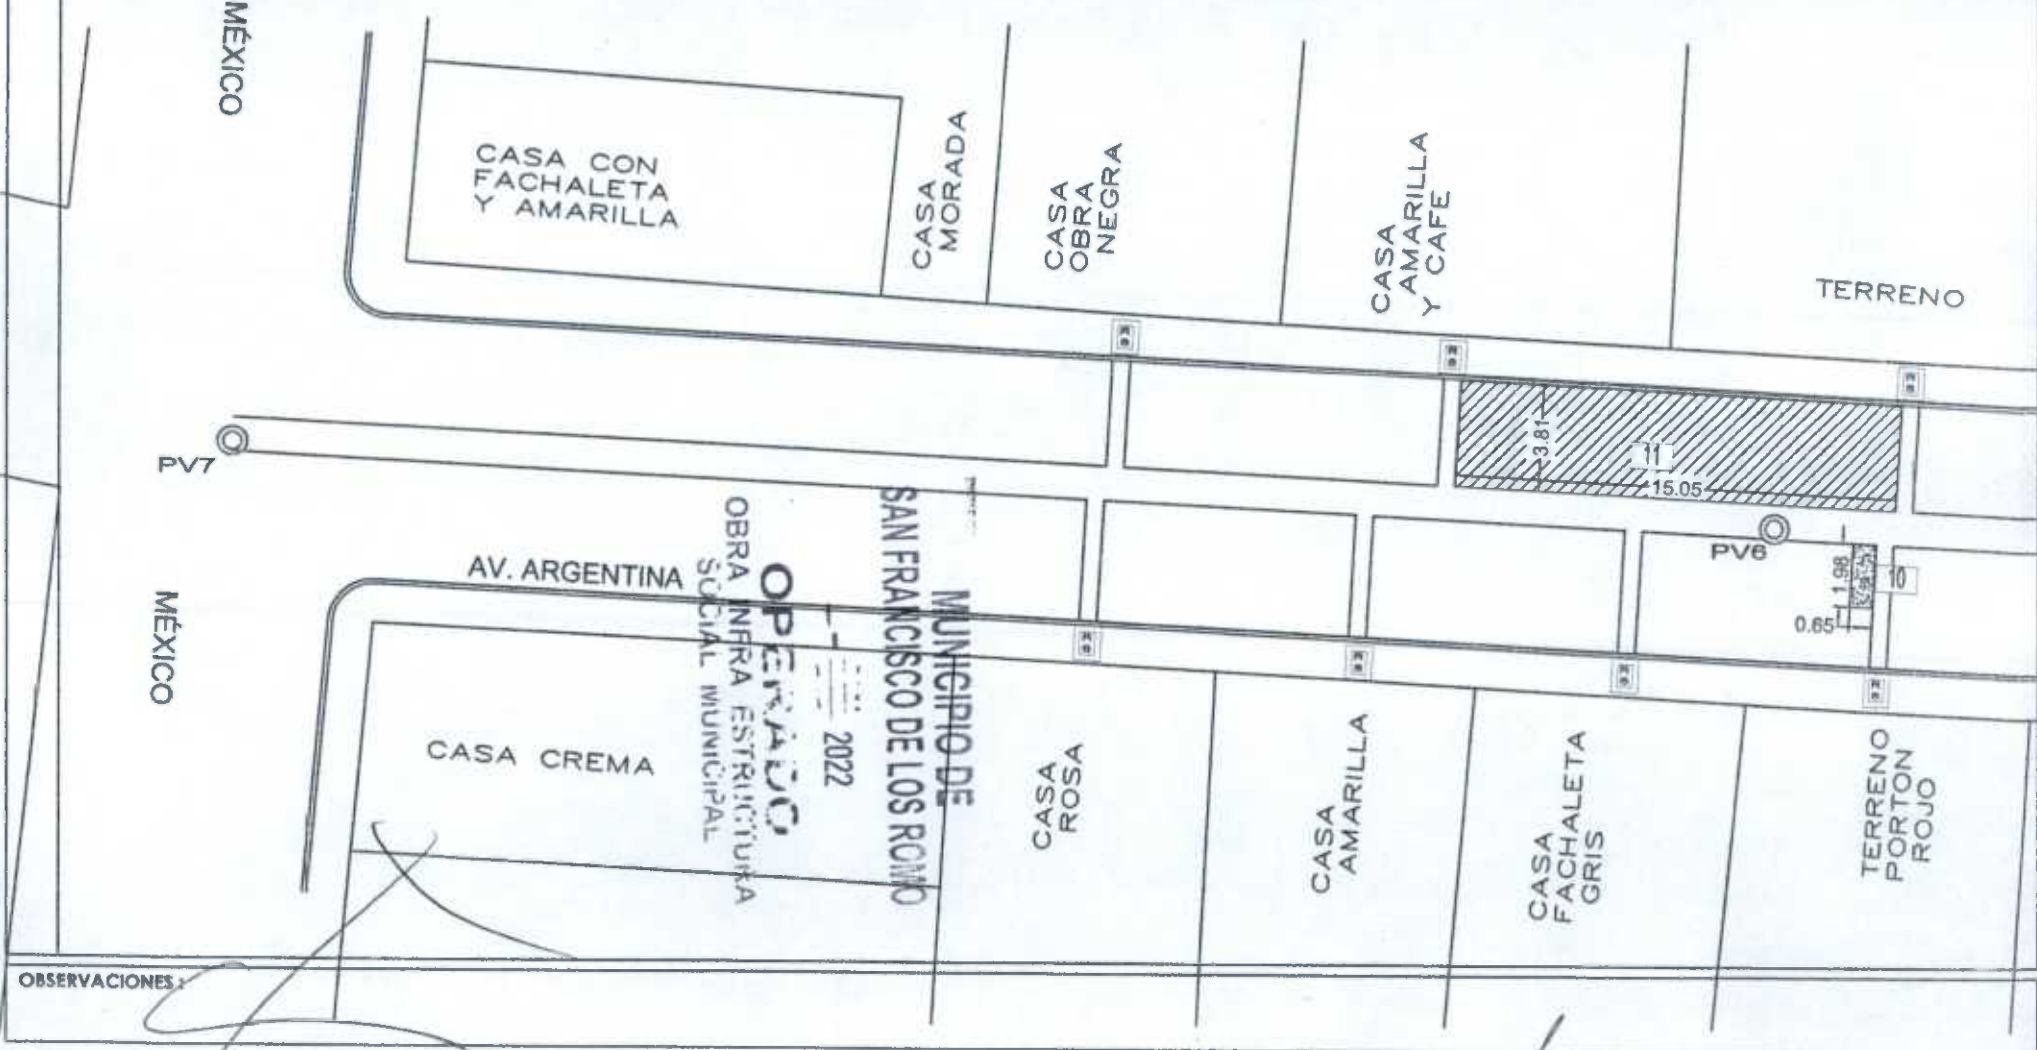 MÉXICO
CASA CON
FACHALETA
Y AMARILLA
CASA
MORADA
CASA
OBRA
NEGRA
CASA
AMARILLA
Y CAFE
TERRENO
3.81
11
15.05
PV7
PV6
1.98
10
0.65
AV. ARGENTINA
MÉXICO
MUNICIPIO DE
SAN FRANCISCO DE LOS ROMO
2022
OPERADO
OBRA INFRA ESTRUCTURA
SOCIAL MUNICIPAL
CASA CREMA
CASA
ROSA
CASA
AMARILLA
CASA
FACHALETA
GRIS
TERRENO
PORTON
ROJO
OBSERVACIONES :